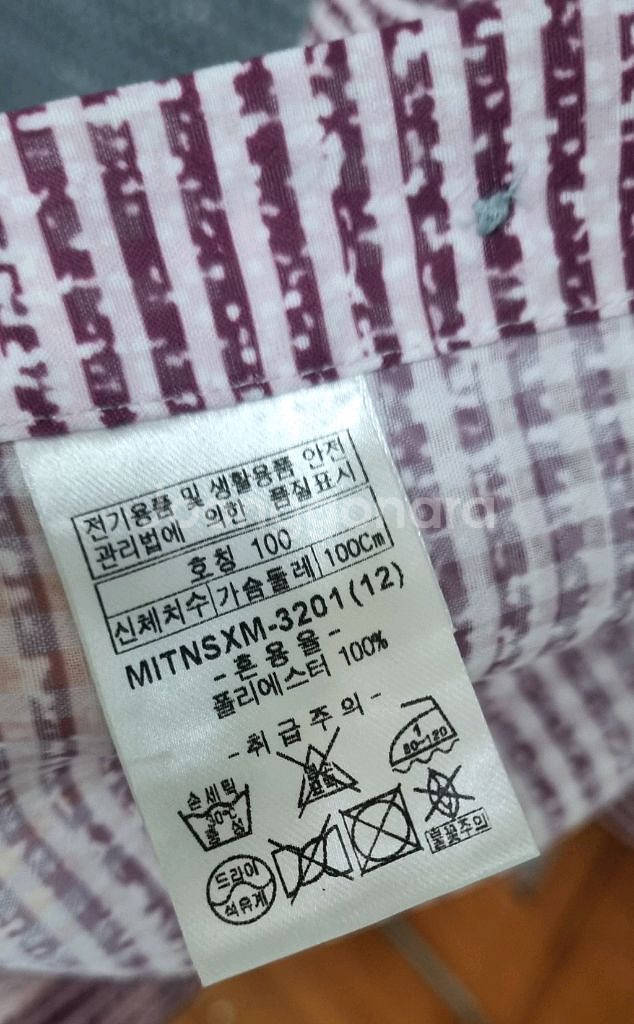 전기용품 및 생활용품 안전
관리법에 의한 품질표시
호칭 100
신체치수 가슴둘레 100Cm
MITNSXM-3201(12)
-혼용율-
폴리에스터 100%
-취급주의-
1
80~120
손세탁
30℃
중성
드라이
석유계
불꽃주의